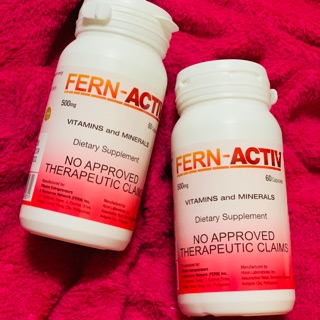 FERN-ACTIV
500mg
60
VITAMINS and MINERALS
Dietary Supplement
NO APPROVED
THERAPEUTIC CLAIMS
FERN-ACTIV
500mg
60 Capsules
VITAMINS and MINERALS
Dietary Supplement
NO APPROVED
THERAPEUTIC CLAIMS